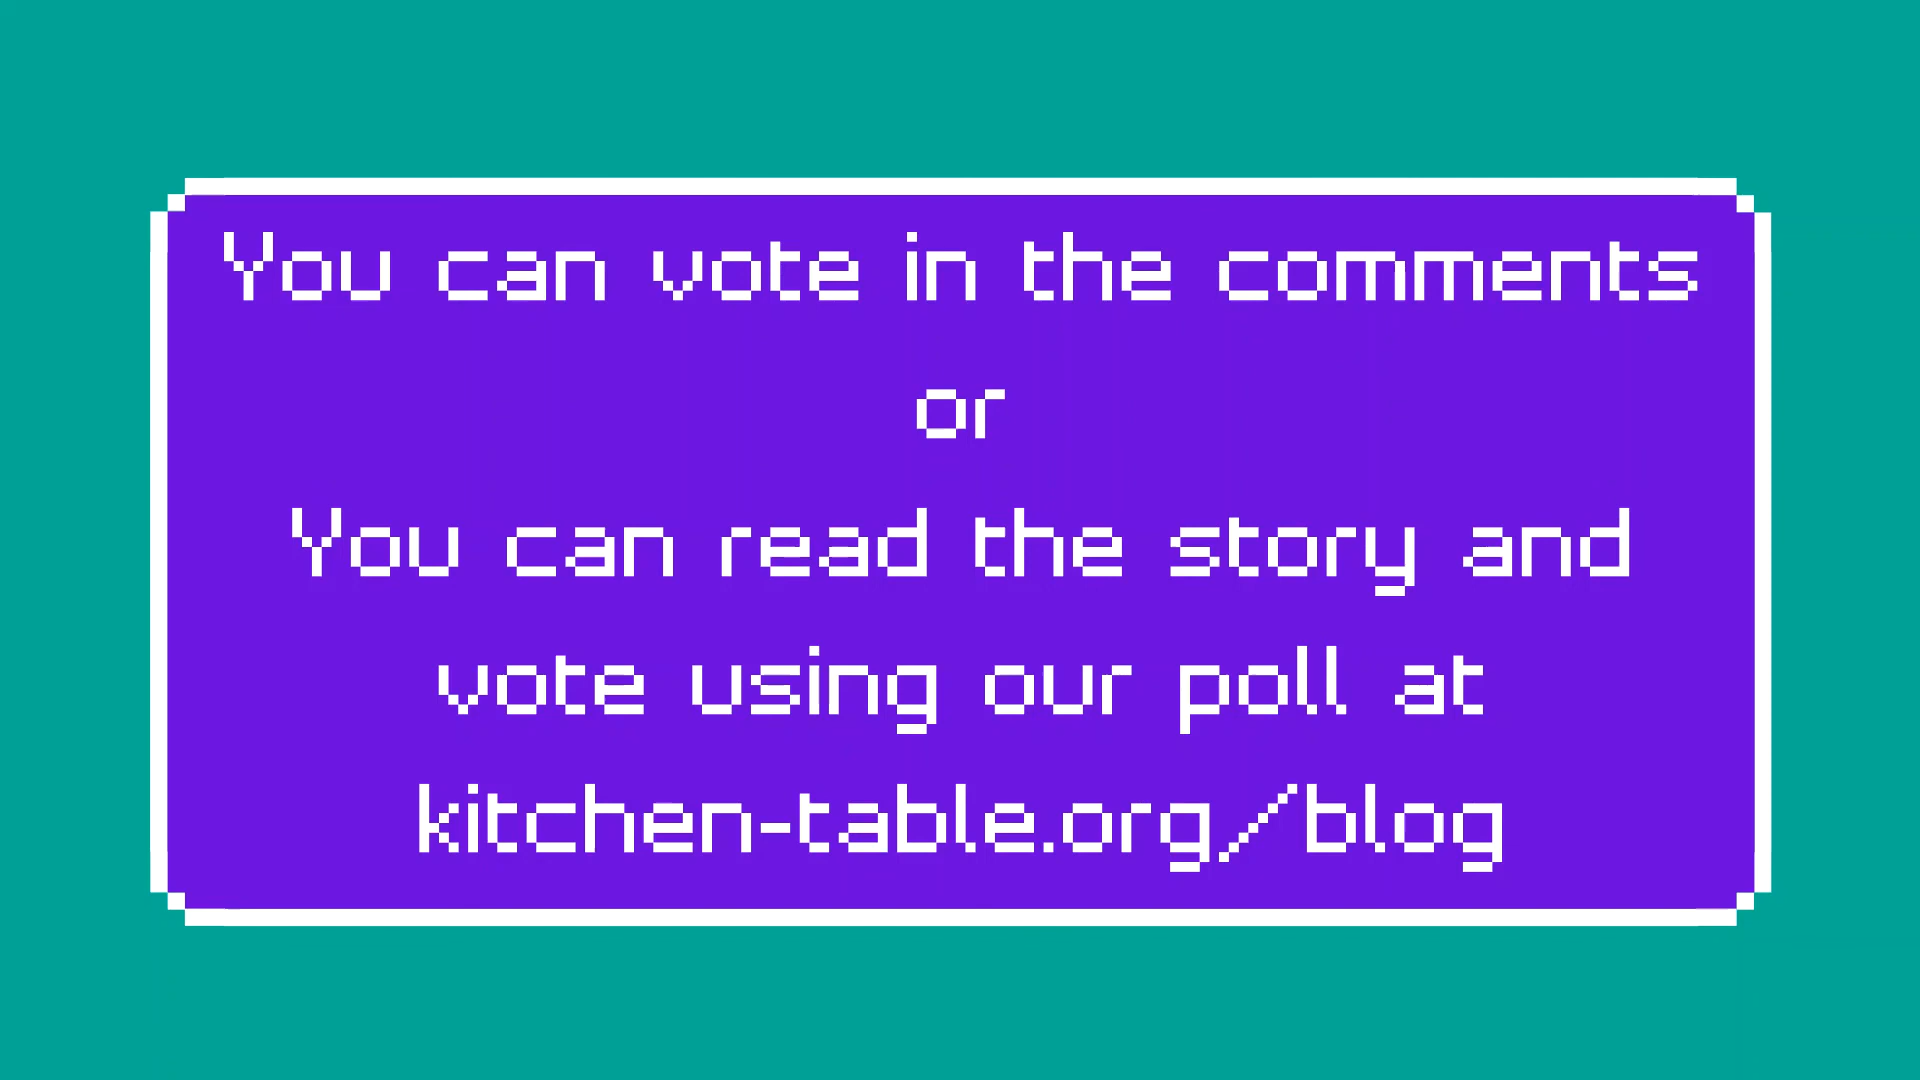 You can vote in the comments
or
You can read the story and
vote using our poll at
kitchen-table.org/blog